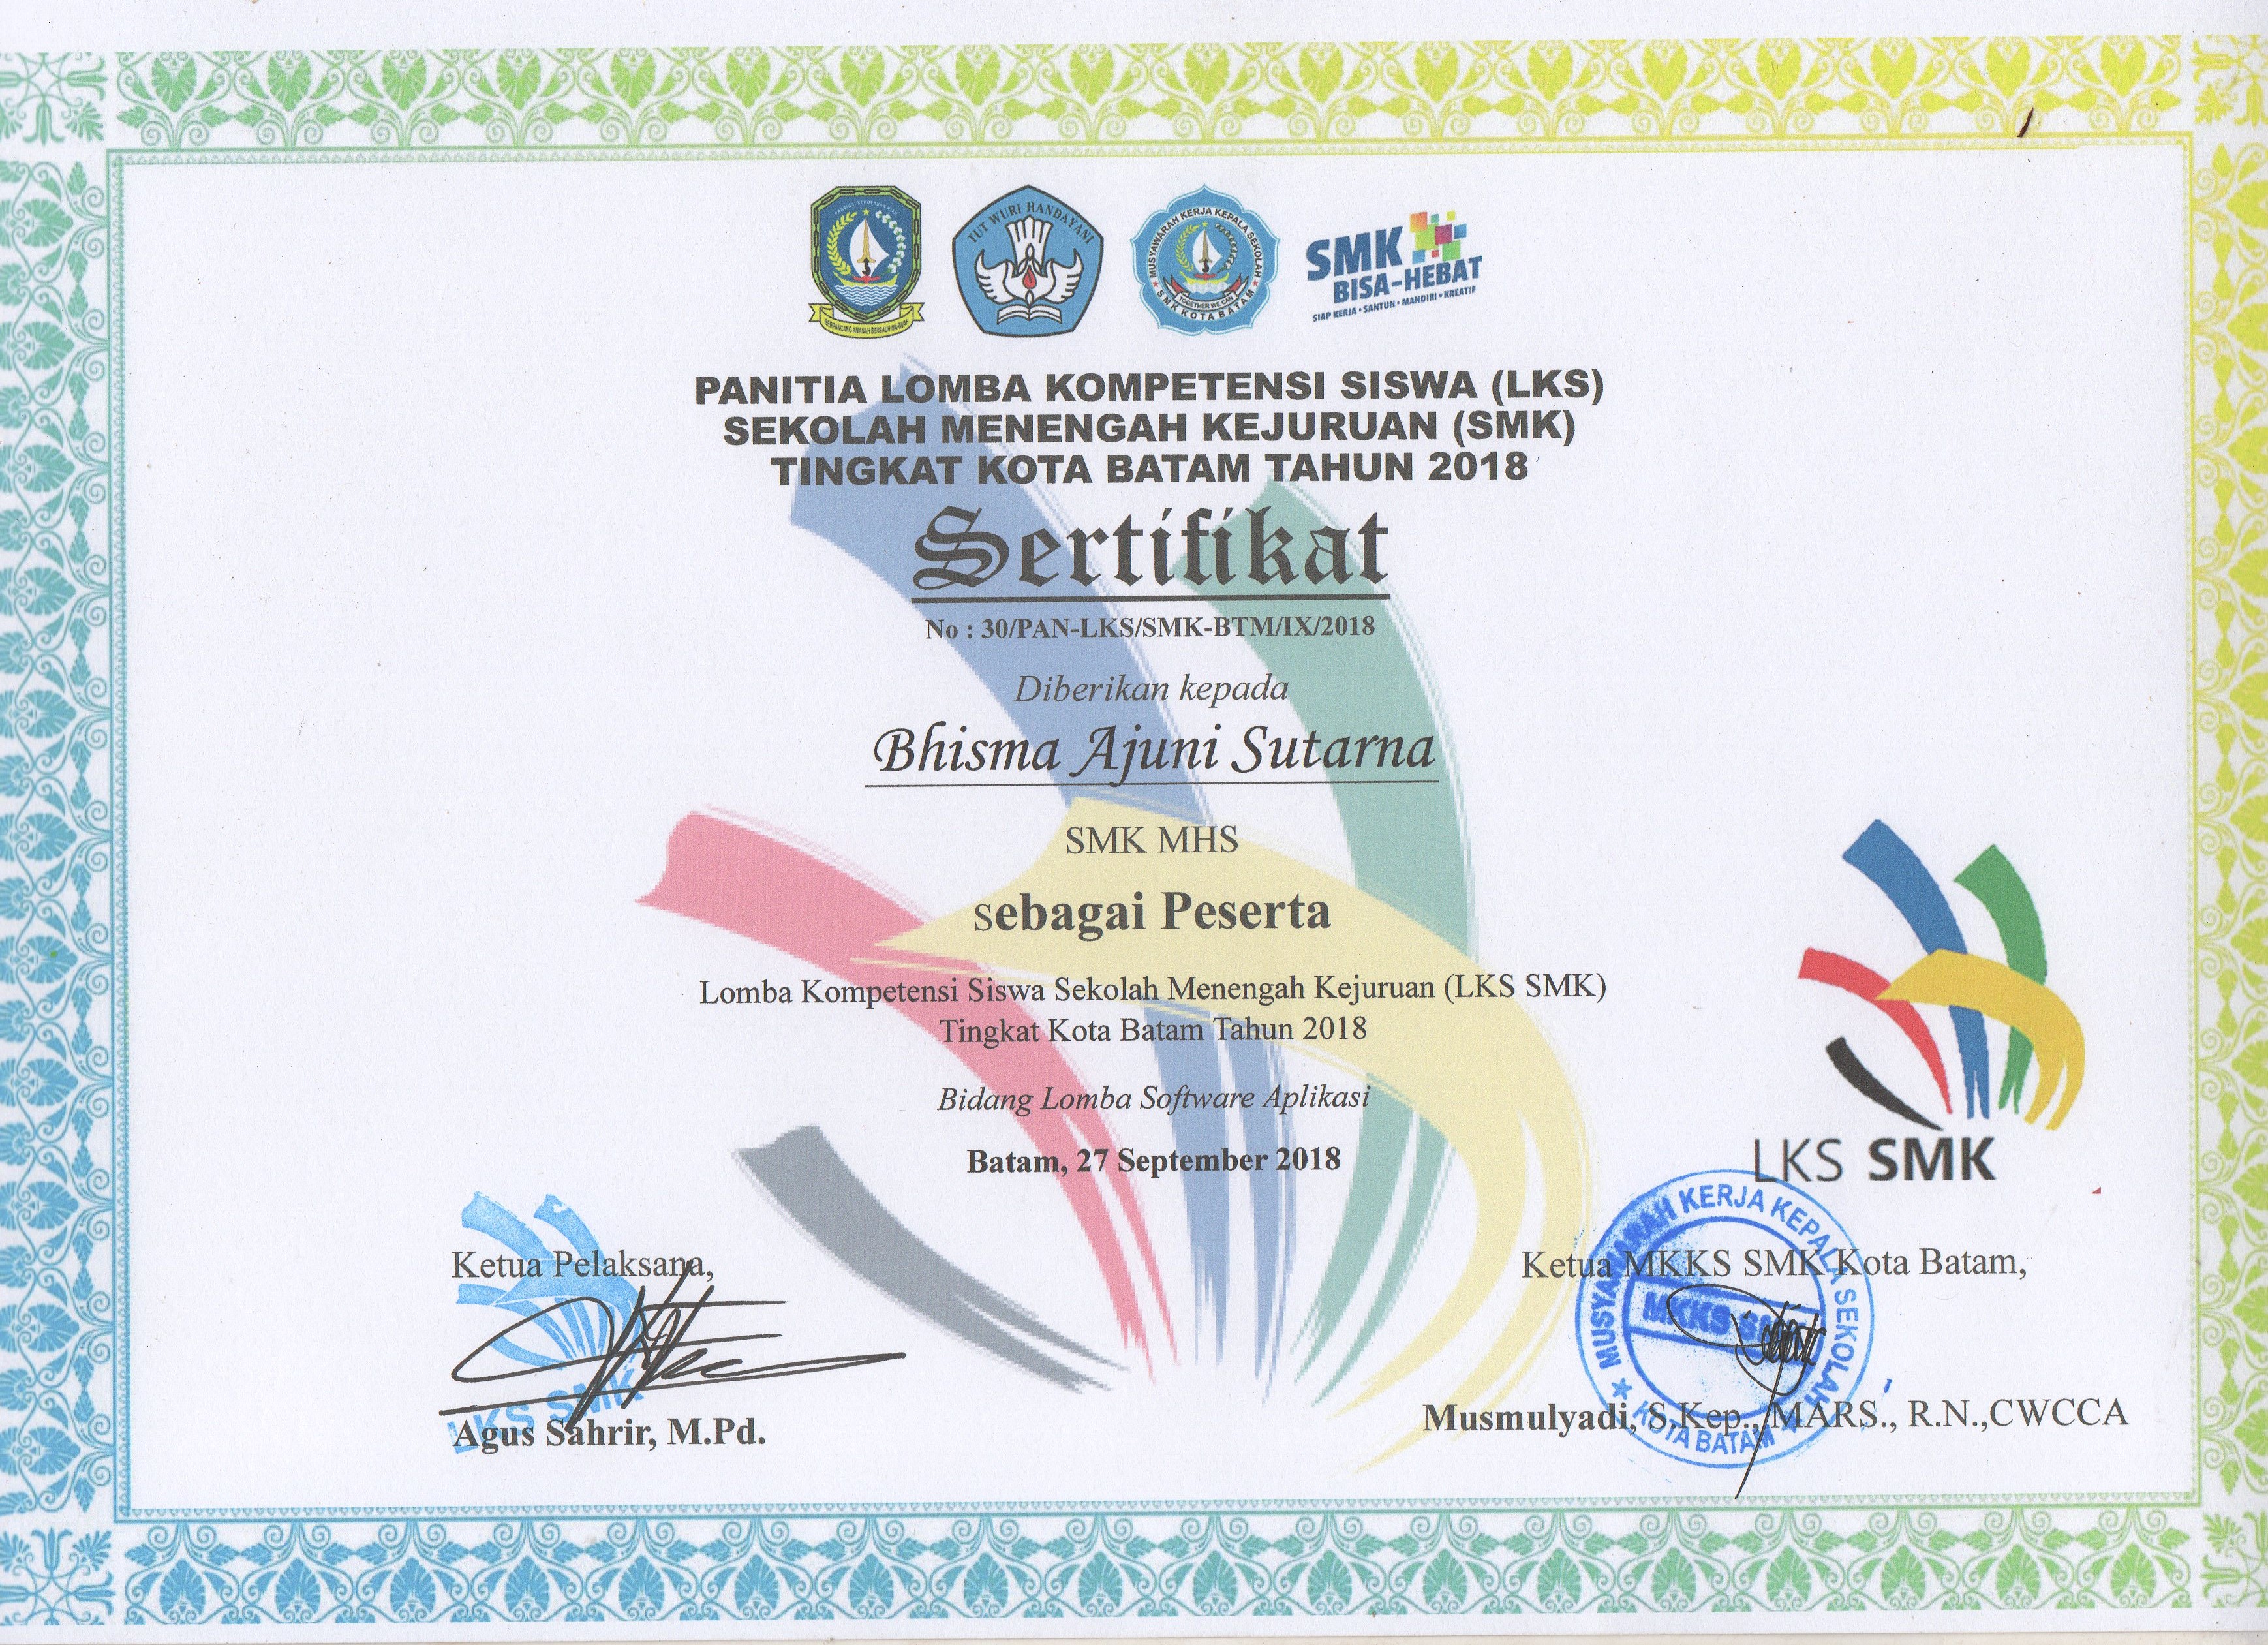 TUT WURI HANDAYANI
MUSYAWARAH KERJA KEPALA SEKOLAH
TOGETHER WE CAN
SMK KOTA BATAM
SMK
BISA-HEBAT
SIAP KERJA • SANTUN • MANDIRI • KREATIF
PANITIA LOMBA KOMPETENSI SISWA (LKS)
SEKOLAH MENENGAH KEJURUAN (SMK)
TINGKAT KOTA BATAM TAHUN 2018
Sertifikat
No : 30/PAN-LKS/SMK-BTM/IX/2018
Diberikan kepada
Bhisma Ajuni Sutarna
SMK MHS
sebagai Peserta
Lomba Kompetensi Siswa Sekolah Menengah Kejuruan (LKS SMK)
Tingkat Kota Batam Tahun 2018
Bidang Lomba Software Aplikasi
Batam, 27 September 2018
LKS SMK
Ketua Pelaksana,
LKS SMK
Agus Sahrir, M.Pd.
Ketua MKKS SMK Kota Batam,
MUSYAWARAH KERJA KEPALA SEKOLAH
MKKS SMK
KOTA BATAM
Musmulyadi, S.Kep., MARS., R.N.,CWCCA